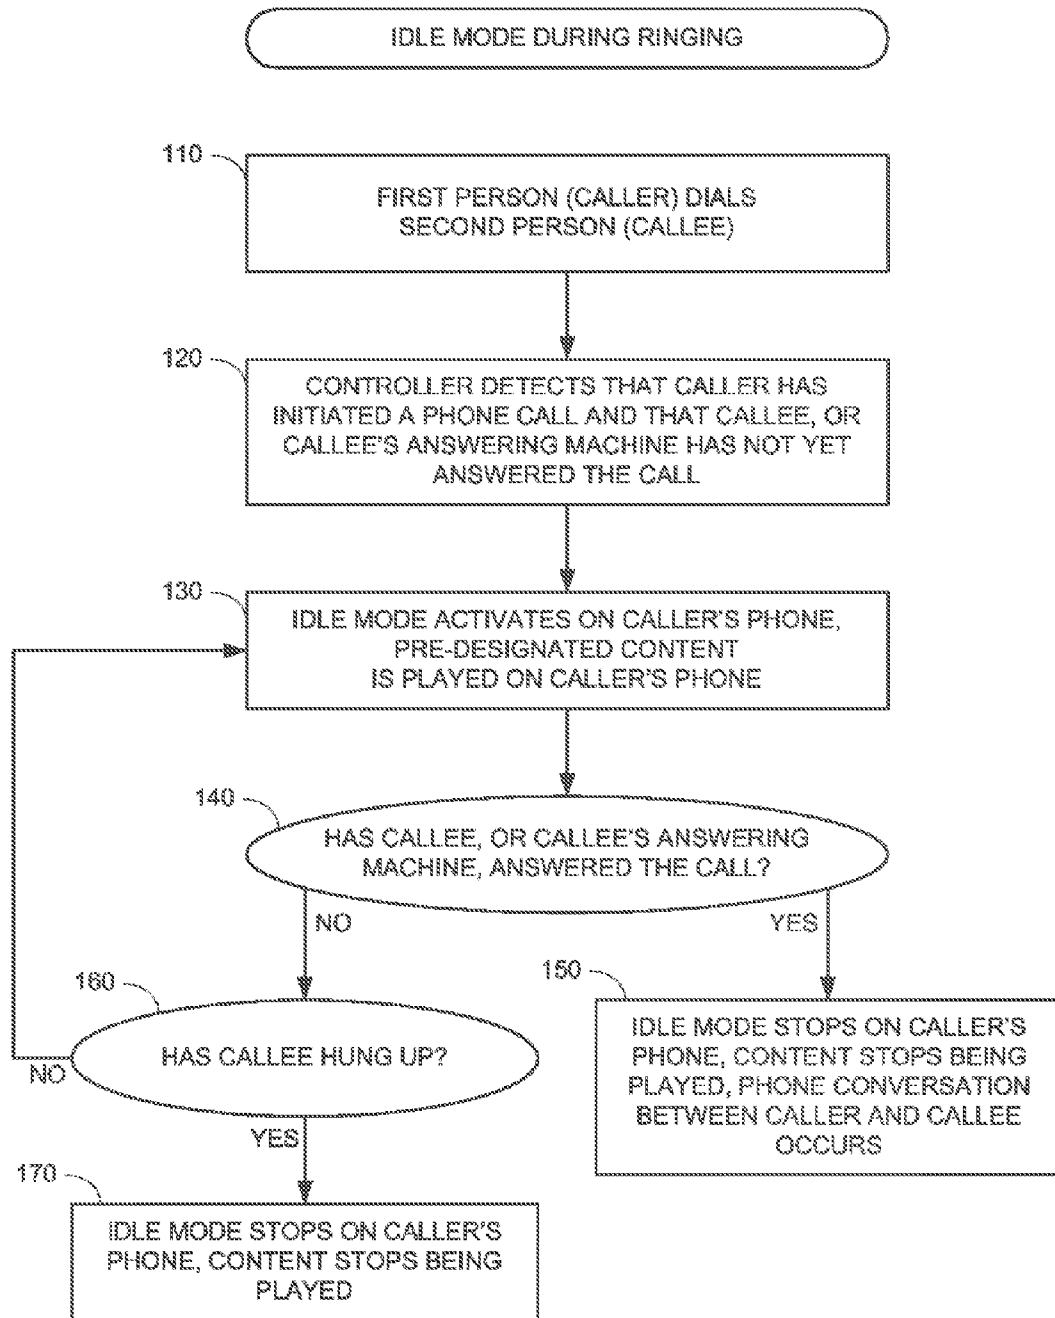 IDLE MODE DURING RINGING
110
FIRST PERSON (CALLER) DIALS
SECOND PERSON (CALLEE)
120
CONTROLLER DETECTS THAT CALLER HAS
INITIATED A PHONE CALL AND THAT CALLEE, OR
CALLEE'S ANSWERING MACHINE HAS NOT YET
ANSWERED THE CALL
130
IDLE MODE ACTIVATES ON CALLER'S PHONE,
PRE-DESIGNATED CONTENT
IS PLAYED ON CALLER'S PHONE
140
HAS CALLEE, OR CALLEE'S ANSWERING
MACHINE, ANSWERED THE CALL?
NO
YES
160
HAS CALLEE HUNG UP?
NO
YES
150
IDLE MODE STOPS ON CALLER'S
PHONE, CONTENT STOPS BEING
PLAYED, PHONE CONVERSATION
BETWEEN CALLER AND CALLEE
OCCURS
170
IDLE MODE STOPS ON CALLER'S
PHONE, CONTENT STOPS BEING
PLAYED